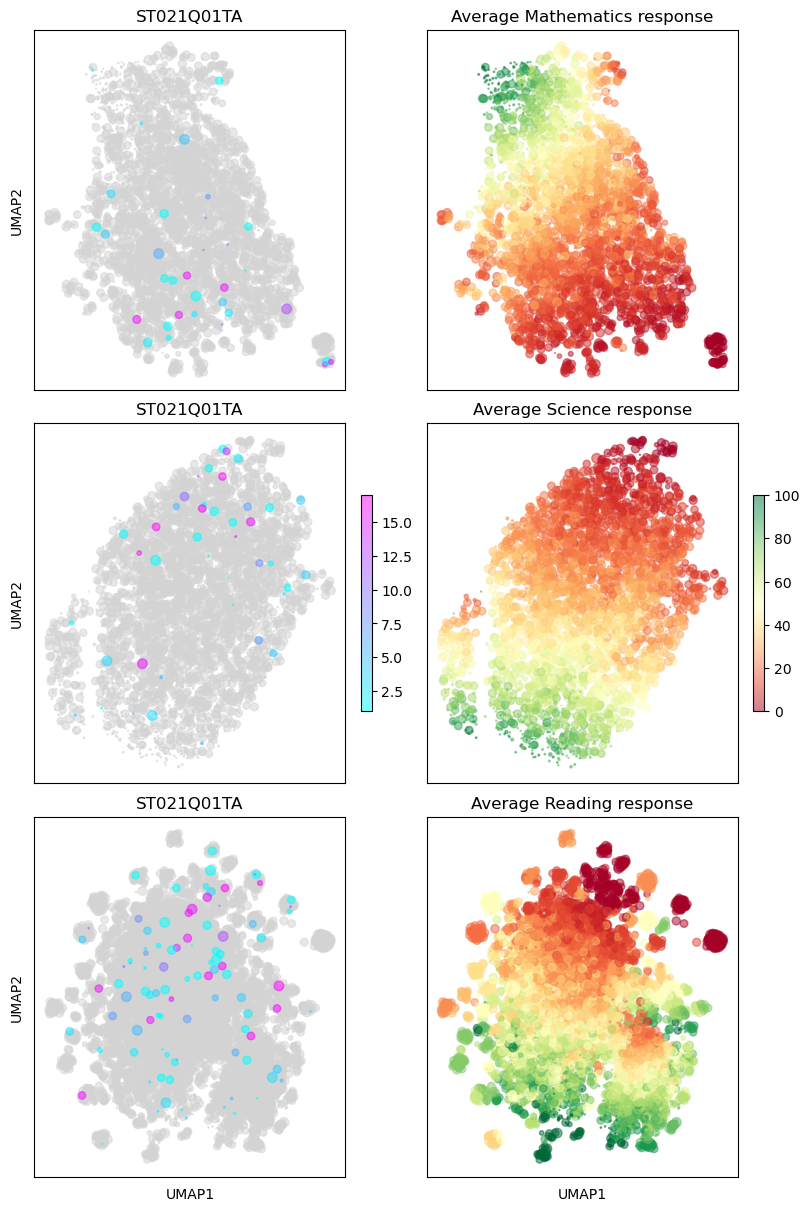 ST021Q01TA
Average Mathematics response
UMAP2
ST021Q01TA
Average Science response
UMAP2
15.0
12.5
10.0
7.5
5.0
2.5
100
80
60
40
20
0
ST021Q01TA
Average Reading response
UMAP2
UMAP1
UMAP1